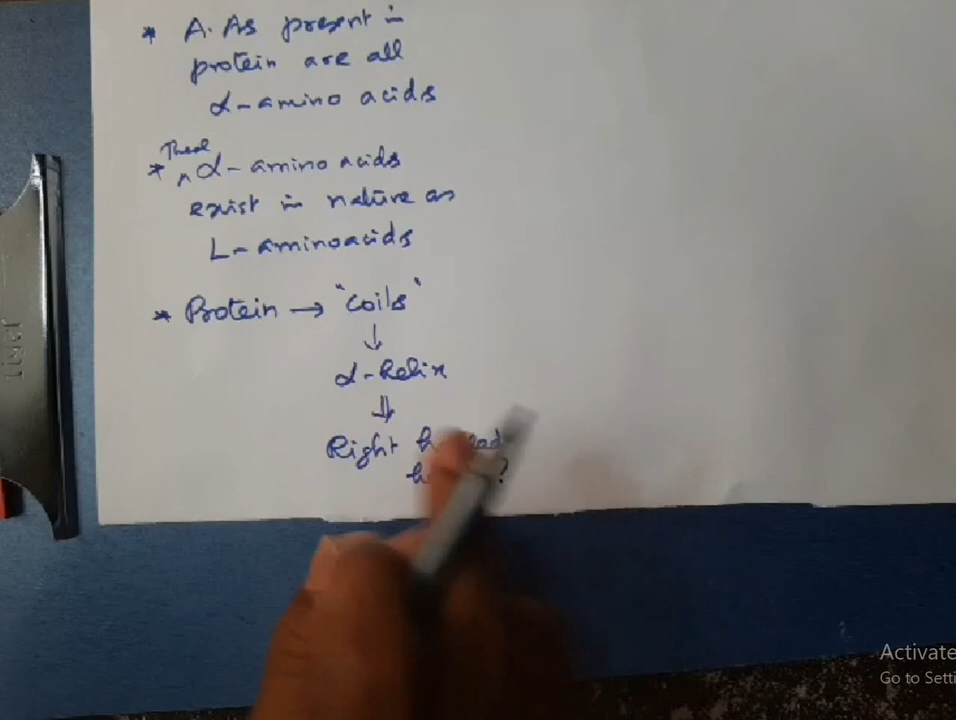 * A.As present in
protein are all
α-amino acids
* These ^ α-amino acids
exist in nature as
L-aminoacids
* Protein → "coils"
↓
α-helix
⇓
Right
?
Activate
Go to Setti